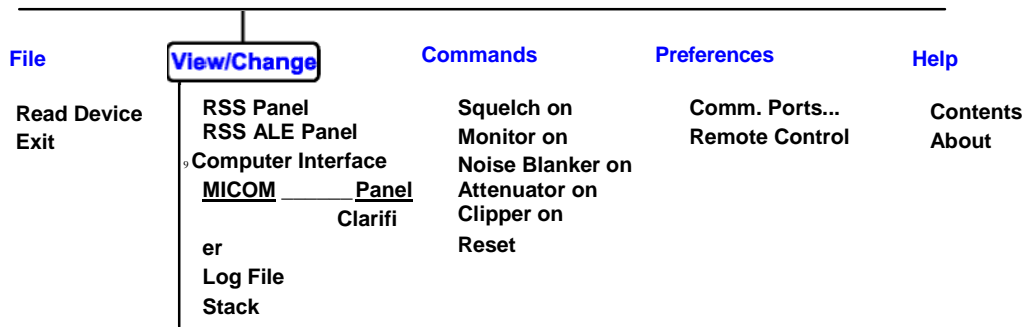 File
View/Change
Commands
Preferences
Help
Read Device
Exit
RSS Panel
RSS ALE Panel
9 Computer Interface
MICOM ______ Panel
Clarifi
er
Log File
Stack
Squelch on
Monitor on
Noise Blanker on
Attenuator on
Clipper on
Reset
Comm. Ports...
Remote Control
Contents
About